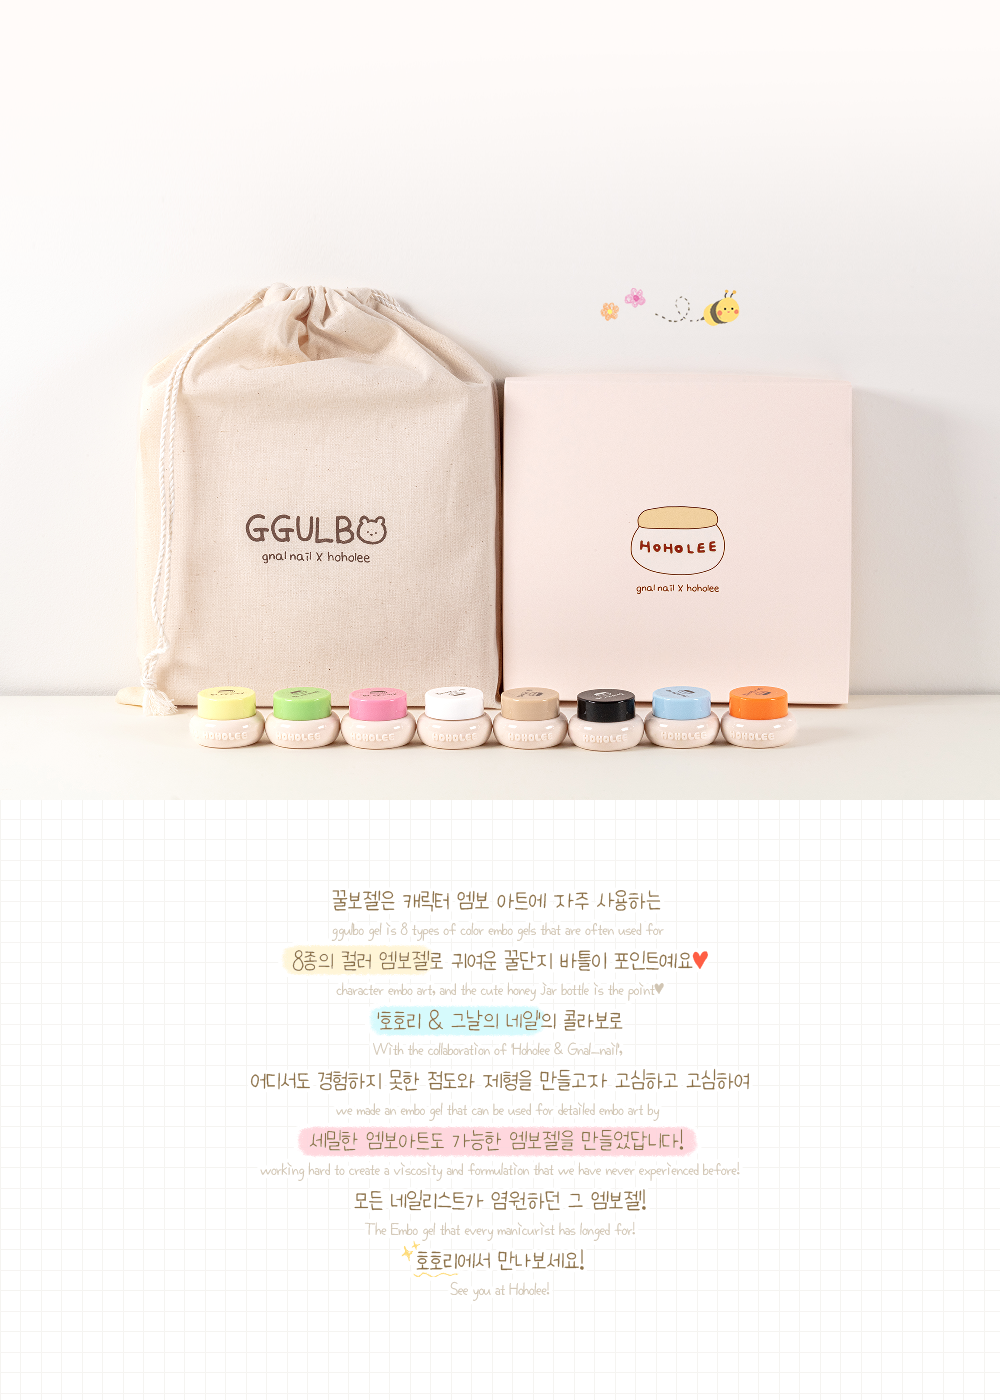 GGULBO
gnal nail X hoholee
HOHOLEE
gnal nail X hoholee
HOHOLEE HOHOLEE HOHOLEE HOHOLEE HOHOLEE HOHOLEE HOHOLEE HOHOLEE
꿀보젤은 캐릭터 엠보 아트에 자주 사용하는
ggulbo gel is 8 types of color embo gels that are often used for
8종의 컬러 엠보젤로 귀여운 꿀단지 바틀이 포인트예요♥
character embo art, and the cute honey jar bottle is the point♥
'호호리 & 그날의 네일'의 콜라보로
With the collaboration of 'Hoholee & Gnal_nail',
어디서도 경험하지 못한 점도와 제형을 만들고자 고심하고 고심하여
we made an embo gel that can be used for detailed embo art by
세밀한 엠보아트도 가능한 엠보젤을 만들었답니다!
working hard to create a viscosity and formulation that we have never experienced before!
모든 네일리스트가 염원하던 그 엠보젤!
The Embo gel that every manicurist has longed for!
호호리에서 만나보세요!
See you at Hoholee!